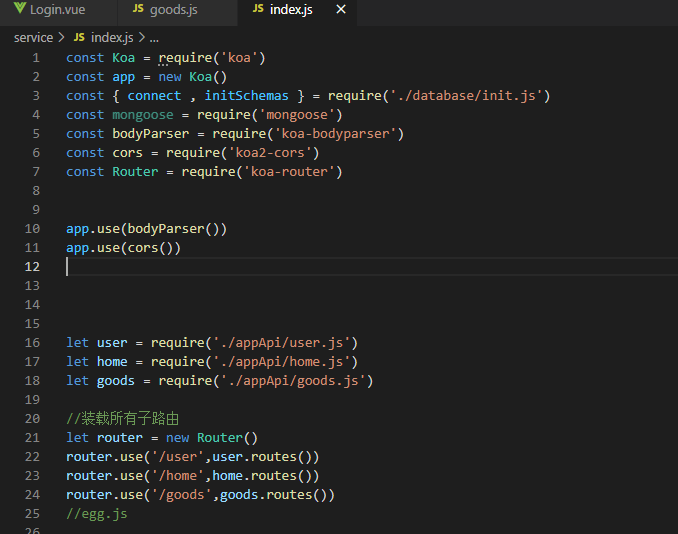 Login.vue JS goods.js JS index.js ×
service > JS index.js > ...
1 const Koa = require('koa')
2 const app = new Koa()
3 const { connect , initSchemas } = require('./database/init.js')
4 const mongoose = require('mongoose')
5 const bodyParser = require('koa-bodyparser')
6 const cors = require('koa2-cors')
7 const Router = require('koa-router')
8
9
10 app.use(bodyParser())
11 app.use(cors())
12
13
14
15
16 let user = require('./appApi/user.js')
17 let home = require('./appApi/home.js')
18 let goods = require('./appApi/goods.js')
19
20 //装载所有子路由
21 let router = new Router()
22 router.use('/user',user.routes())
23 router.use('/home',home.routes())
24 router.use('/goods',goods.routes())
25 //egg.js
26